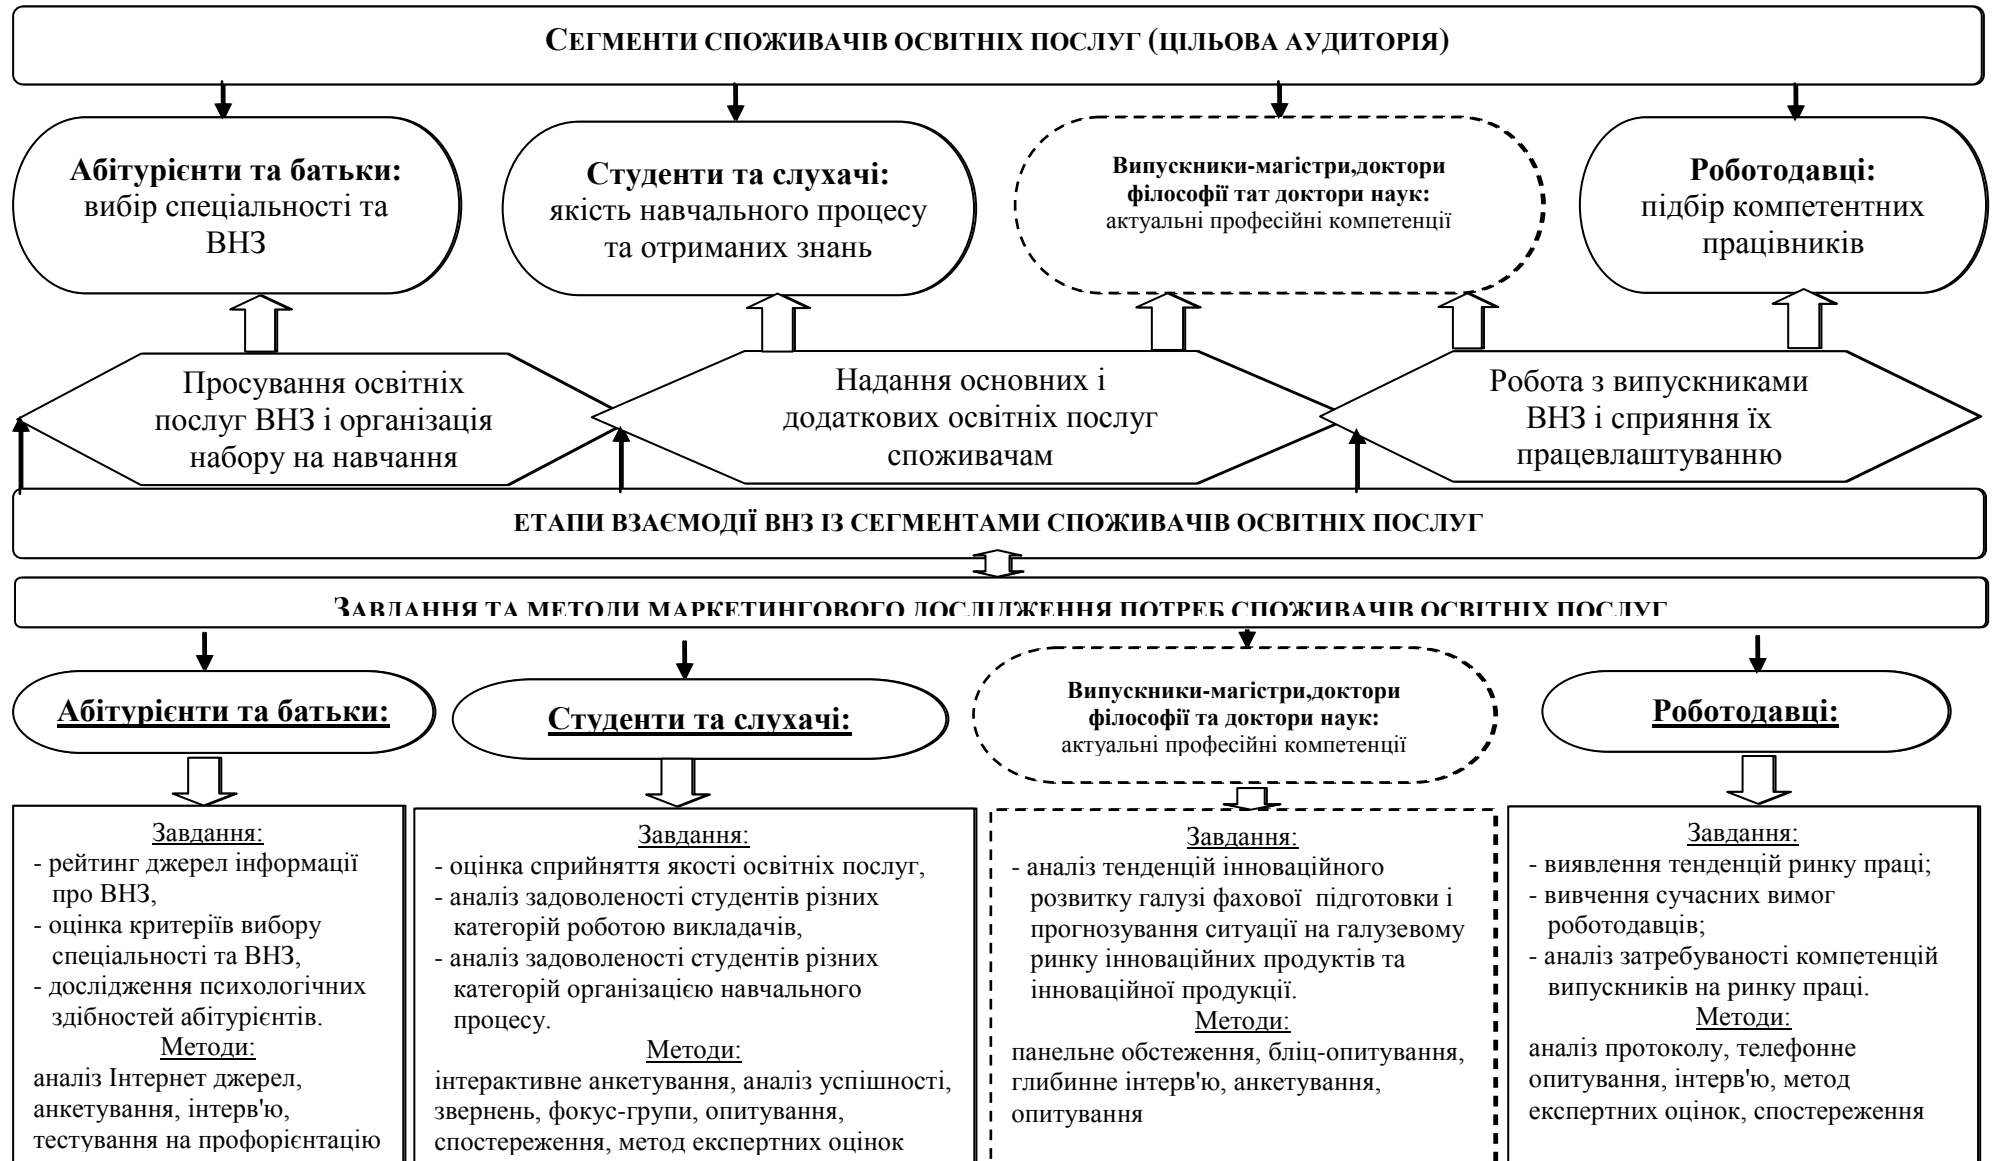 СЕГМЕНТИ СПОЖИВАЧІВ ОСВІТНІХ ПОСЛУГ (ЦІЛЬОВА АУДИТОРІЯ)
Абітурієнти та батьки:
вибір спеціальності та
ВНЗ
Студенти та слухачі:
якість навчального процесу
та отриманих знань
Випускники-магістри,доктори
філософії тат доктори наук:
актуальні професійні компетенції
Роботодавці:
підбір компетентних
працівників
Просування освітніх
послуг ВНЗ і організація
набору на навчання
Надання основних і
додаткових освітніх послуг
споживачам
Робота з випускниками
ВНЗ і сприяння їх
працевлаштуванню
ЕТАПИ ВЗАЄМОДІЇ ВНЗ ІЗ СЕГМЕНТАМИ СПОЖИВАЧІВ ОСВІТНІХ ПОСЛУГ
ЗАВДАННЯ ТА МЕТОДИ МАРКЕТИНГОВОГО ДОСЛІДЖЕННЯ ПОТРЕБ СПОЖИВАЧІВ ОСВІТНІХ ПОСЛУГ
Абітурієнти та батьки:
Студенти та слухачі:
Випускники-магістри,доктори
філософії та доктори наук:
актуальні професійні компетенції
Роботодавці:
Завдання:
- рейтинг джерел інформації
про ВНЗ,
- оцінка критеріїв вибору
спеціальності та ВНЗ,
- дослідження психологічних
здібностей абітурієнтів.
Методи:
аналіз Інтернет джерел,
анкетування, інтерв'ю,
тестування на профорієнтацію
Завдання:
- оцінка сприйняття якості освітніх послуг,
- аналіз задоволеності студентів різних
категорій роботою викладачів,
- аналіз задоволеності студентів різних
категорій організацією навчального
процесу.
Методи:
інтерактивне анкетування, аналіз успішності,
звернень, фокус-групи, опитування,
спостереження, метод експертних оцінок
Завдання:
- аналіз тенденцій інноваційного
розвитку галузі фахової підготовки і
прогнозування ситуації на галузевому
ринку інноваційних продуктів та
інноваційної продукції.
Методи:
панельне обстеження, бліц-опитування,
глибинне інтерв'ю, анкетування,
опитування
Завдання:
- виявлення тенденцій ринку праці;
- вивчення сучасних вимог
роботодавців;
- аналіз затребуваності компетенцій
випускників на ринку праці.
Методи:
аналіз протоколу, телефонне
опитування, інтерв'ю, метод
експертних оцінок, спостереження